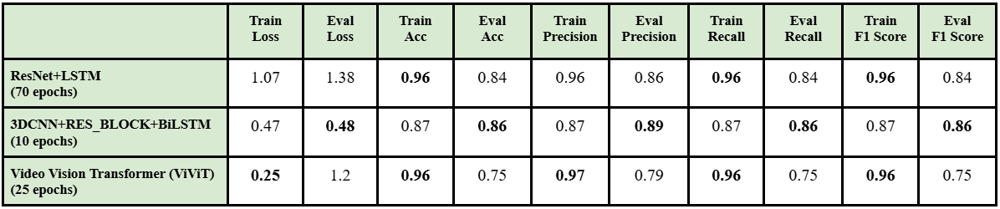 Train Loss Eval Loss Train Acc Eval Acc Train Precision Eval Precision Train Recall Eval Recall Train F1 Score Eval F1 Score
ResNet+LSTM (70 epochs) 1.07 1.38 0.96 0.84 0.96 0.86 0.96 0.84 0.96 0.84
3DCNN+RES_BLOCK+BiLSTM (10 epochs) 0.47 0.48 0.87 0.86 0.87 0.89 0.87 0.86 0.87 0.86
Video Vision Transformer (ViViT) (25 epochs) 0.25 1.2 0.96 0.75 0.97 0.79 0.96 0.75 0.96 0.75